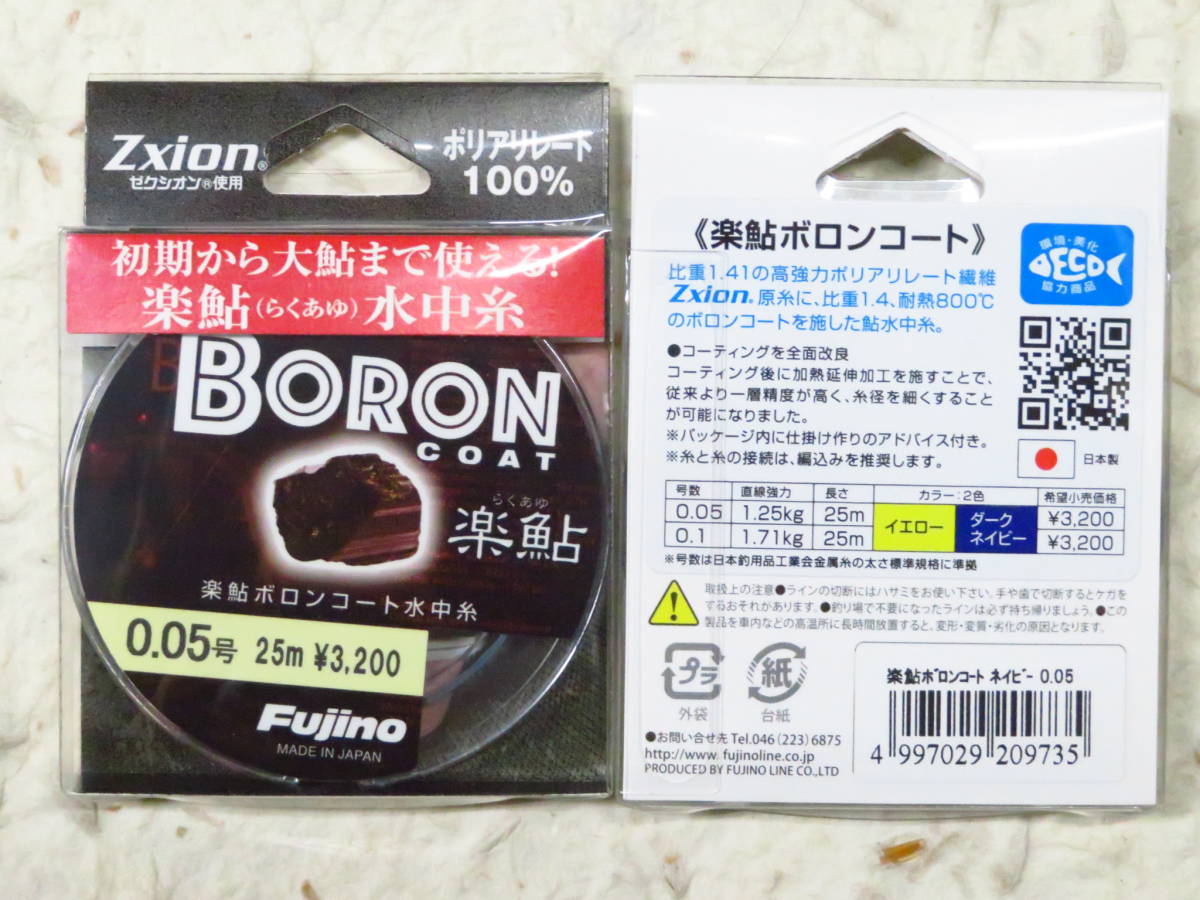 Zxion®
ゼクシオン®使用
ポリアリレート
100%
初期から大鮎まで使える!
楽鮎(らくあゆ)水中糸
BORON
COAT
らくあゆ
楽鮎
楽鮎ボロンコート水中糸
0.05号 25m ¥3,200
Fujino
MADE IN JAPAN
《楽鮎ボロンコート》
環境・美化
ECO
協力商品
比重1.41の高強力ポリアリレート繊維
Zxion®原糸に、比重1.4、耐熱800℃
のボロンコートを施した鮎水中糸。
●コーティングを全面改良
コーティング後に加熱延伸加工を施すことで、
従来より一層精度が高く、糸径を細くすること
が可能になりました。
※パッケージ内に仕掛け作りのアドバイス付き。
※糸と糸の接続は、編込みを推奨します。
日本製
号数 直線強力 長さ カラー:2色 希望小売価格
0.05 1.25kg 25m イエロー ダークネイビー ¥3,200
0.1 1.71kg 25m ¥3,200
※号数は日本釣用品工業会金属糸の太さ標準規格に準拠
取扱上の注意●ラインの切断にはハサミをお使い下さい。手や歯で切断するとケガを
するおそれがあります。●釣り場で不要になったラインは必ず持ち帰りましょう。●この
製品を車内などの高温所に長時間放置すると、変形・変質・劣化の原因となります。
プラ
外袋
紙
台紙
楽鮎ボロンコート ネイビー 0.05
4 997029 209735
●お問い合せ先 Tel.046(223)6875
http://www.fujinoline.co.jp
PRODUCED BY FUJINO LINE CO.,LTD